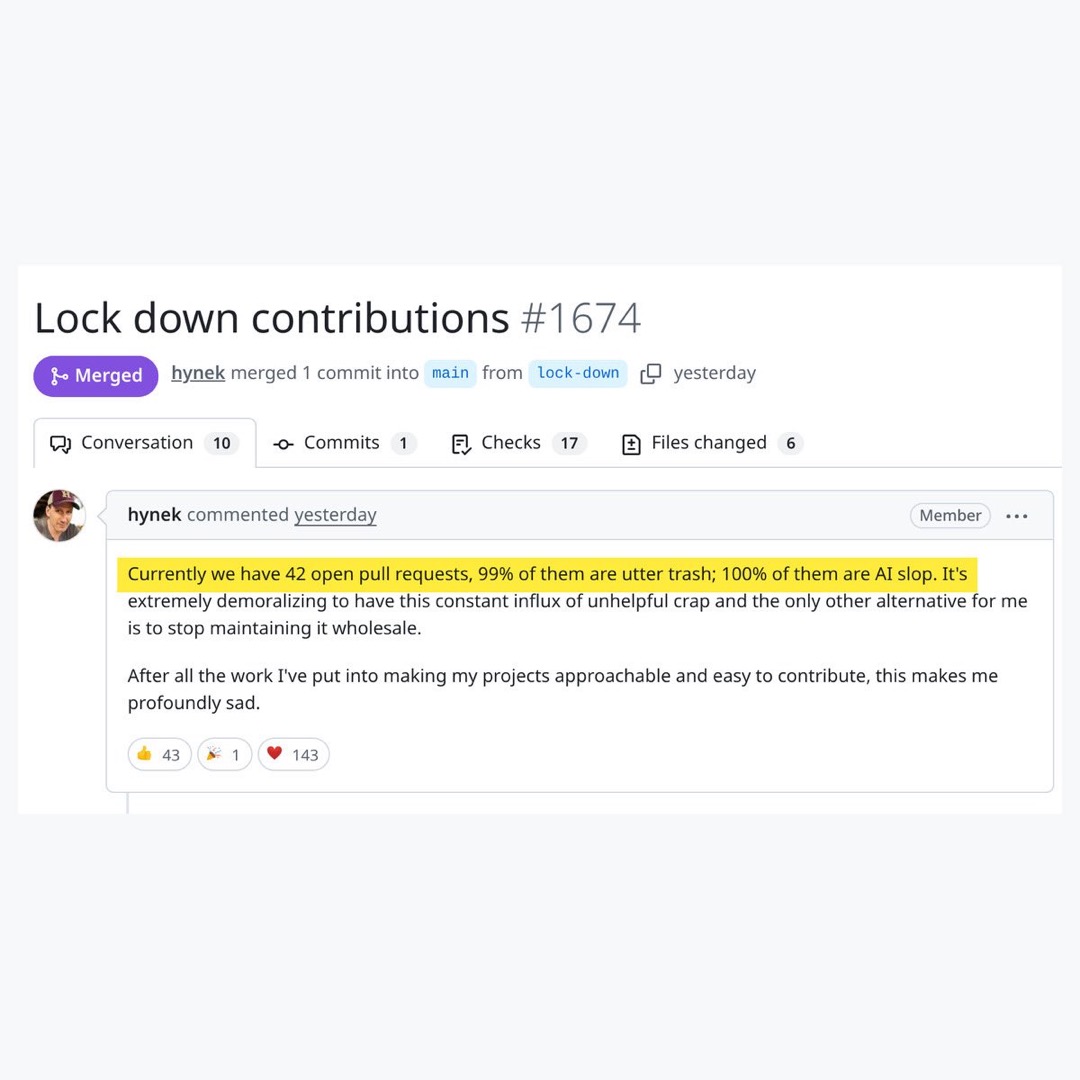 Lock down contributions #1674
Merged
hynek merged 1 commit into main from lock-down yesterday
Conversation 10
Commits 1
Checks 17
Files changed 6
hynek commented yesterday
Member
Currently we have 42 open pull requests, 99% of them are utter trash; 100% of them are AI slop. It's
extremely demoralizing to have this constant influx of unhelpful crap and the only other alternative for me
is to stop maintaining it wholesale.
After all the work I've put into making my projects approachable and easy to contribute, this makes me
profoundly sad.
👍 43 🎉 1 ❤️ 143